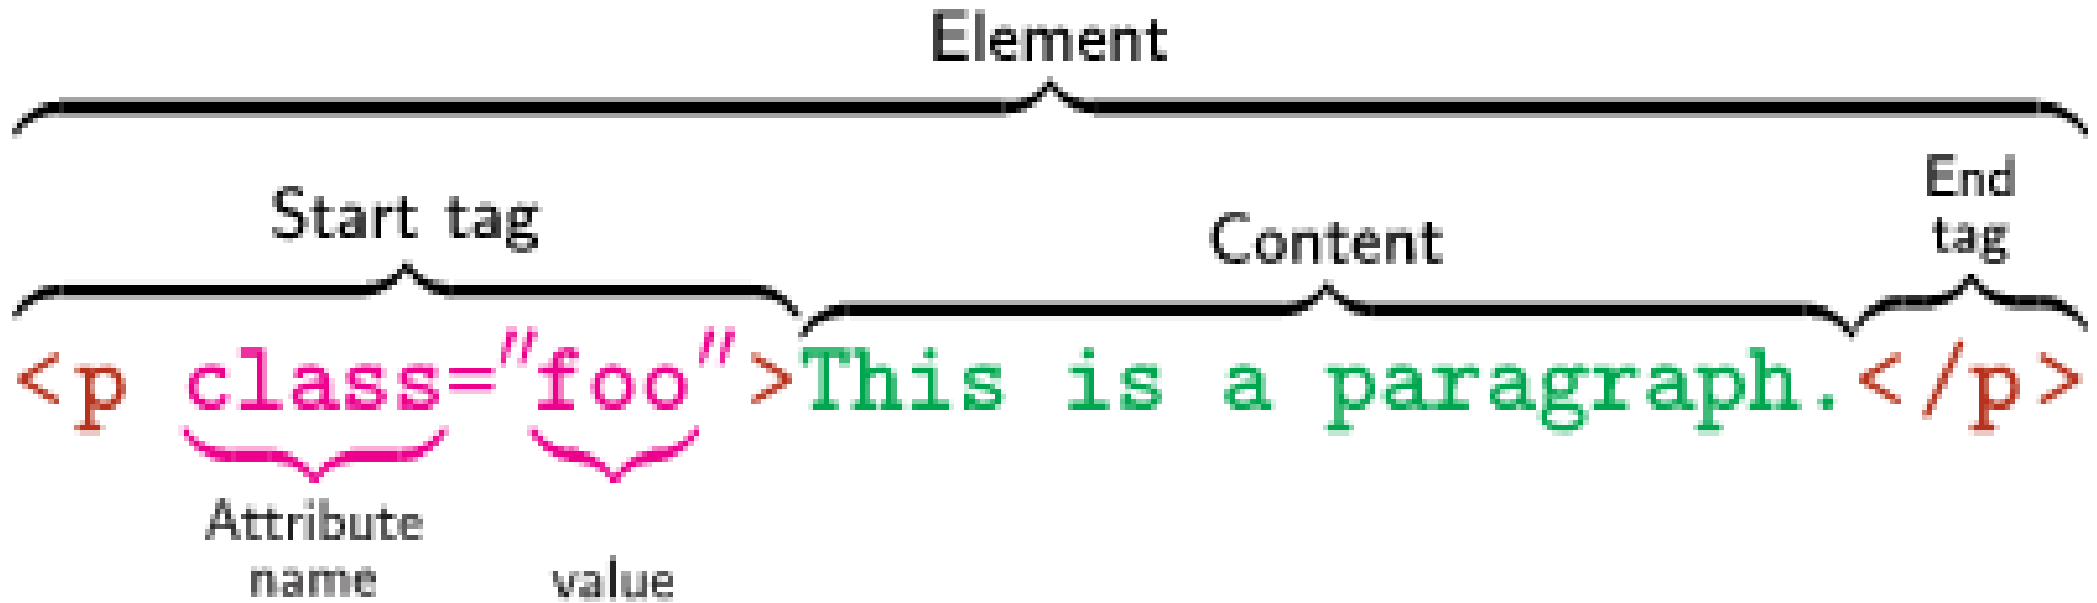 Element
Start tag
Content
End
tag
<p class="foo">This is a paragraph.</p>
Attribute
name
value